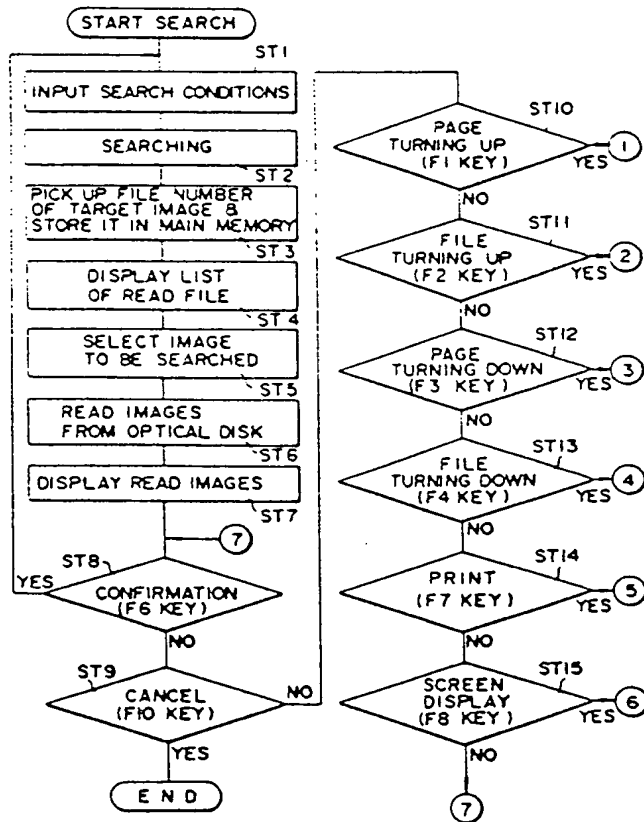 START SEARCH
ST1
INPUT SEARCH CONDITIONS
SEARCHING
ST2
PICK UP FILE NUMBER
OF TARGET IMAGE &
STORE IT IN MAIN MEMORY
ST3
DISPLAY LIST
OF READ FILE
ST4
SELECT IMAGE
TO BE SEARCHED
ST5
READ IMAGES
FROM OPTICAL DISK
ST6
DISPLAY READ IMAGES
ST7
7
ST8
YES
CONFIRMATION
(F6 KEY)
NO
ST9
CANCEL
(F10 KEY)
NO
YES
END
ST10
PAGE
TURNING UP
(F1 KEY)
YES
1
NO
ST11
FILE
TURNING UP
(F2 KEY)
YES
2
NO
ST12
PAGE
TURNING DOWN
(F3 KEY)
YES
3
NO
ST13
FILE
TURNING DOWN
(F4 KEY)
YES
4
NO
ST14
PRINT
(F7 KEY)
YES
5
NO
ST15
SCREEN
DISPLAY
(F8 KEY)
YES
6
NO
7